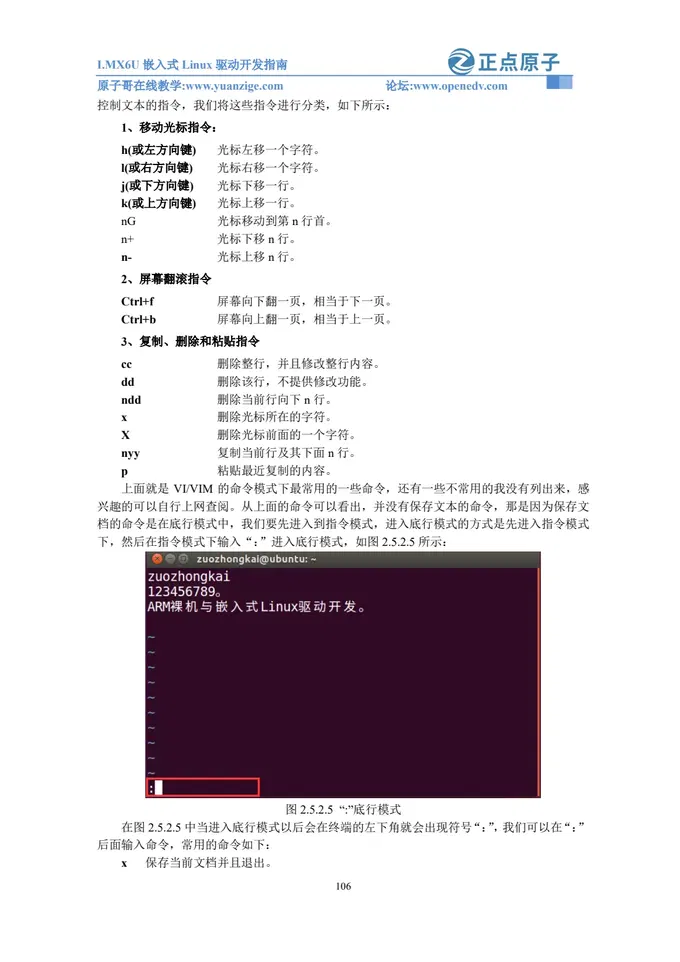 I.MX6U 嵌入式 Linux 驱动开发指南
正点原子
原子哥在线教学:www.yuanzige.com 论坛:www.openedv.com
控制文本的指令，我们将这些指令进行分类，如下所示：
1、移动光标指令：
h(或左方向键) 光标左移一个字符。
l(或右方向键) 光标右移一个字符。
j(或下方向键) 光标下移一行。
k(或上方向键) 光标上移一行。
nG 光标移动到第 n 行首。
n+ 光标下移 n 行。
n- 光标上移 n 行。
2、屏幕翻滚指令
Ctrl+f 屏幕向下翻一页，相当于下一页。
Ctrl+b 屏幕向上翻一页，相当于上一页。
3、复制、删除和粘贴指令
cc 删除整行，并且修改整行内容。
dd 删除该行，不提供修改功能。
ndd 删除当前行向下 n 行。
x 删除光标所在的字符。
X 删除光标前面的一个字符。
nyy 复制当前行及其下面 n 行。
p 粘贴最近复制的内容。
上面就是 VI/VIM 的命令模式下最常用的一些命令，还有一些不常用的我没有列出来，感
兴趣的可以自行上网查阅。从上面的命令可以看出，并没有保存文本的命令，那是因为保存文
档的命令是在底行模式中，我们要先进入到指令模式，进入底行模式的方式是先进入指令模式
下，然后在指令模式下输入“：”进入底行模式，如图 2.5.2.5 所示：
zuozhongkai@ubuntu: ~
zuozhongkai
123456789。
ARM裸机与嵌入式Linux驱动开发。
~
~
~
~
~
~
~
~
~
~
:
图 2.5.2.5 “:”底行模式
在图 2.5.2.5 中当进入底行模式以后会在终端的左下角就会出现符号“：”，我们可以在“：”
后面输入命令，常用的命令如下：
x 保存当前文档并且退出。
106